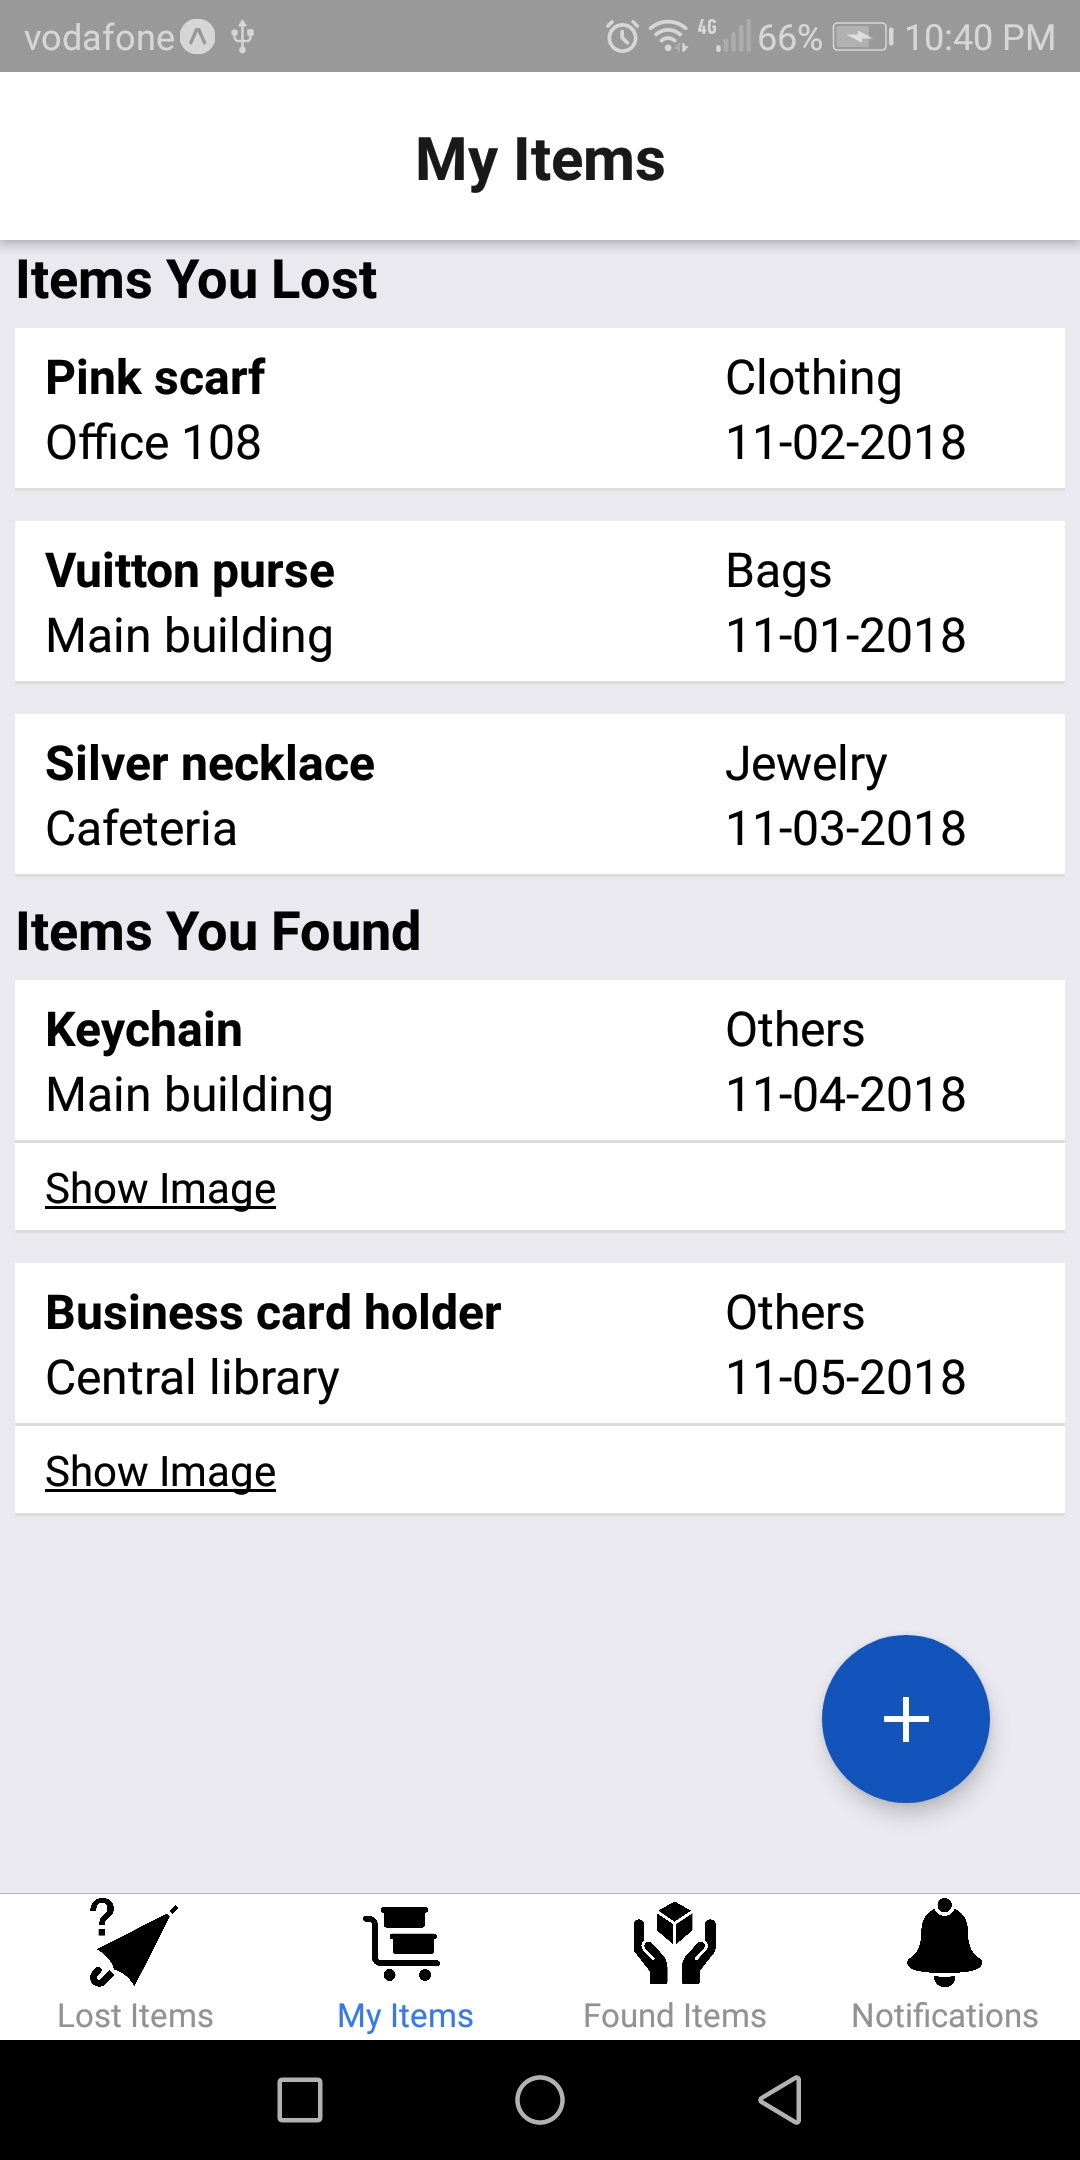 vodafone 4G 66% 10:40 PM
My Items
Items You Lost
Pink scarf Clothing
Office 108 11-02-2018
Vuitton purse Bags
Main building 11-01-2018
Silver necklace Jewelry
Cafeteria 11-03-2018
Items You Found
Keychain Others
Main building 11-04-2018
Show Image
Business card holder Others
Central library 11-05-2018
Show Image
Lost Items My Items Found Items Notifications